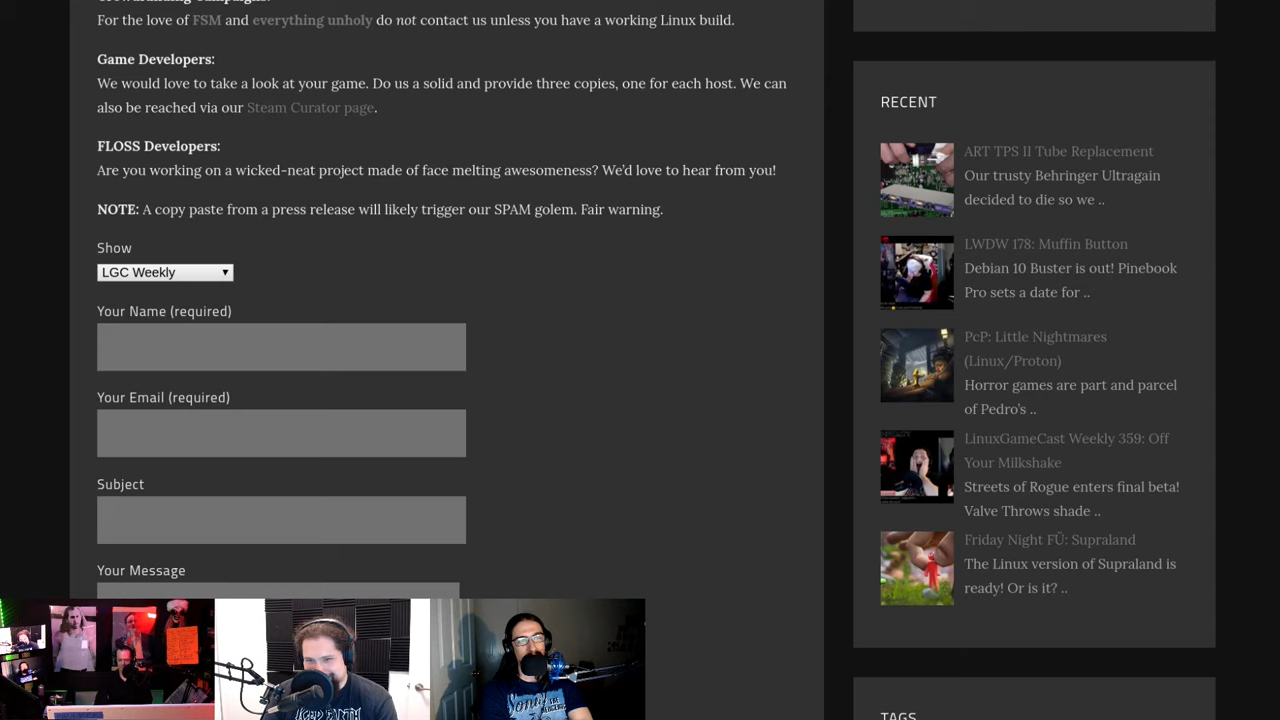 For the love of FSM and everything unholy do not contact us unless you have a working Linux build.
Game Developers:
We would love to take a look at your game. Do us a solid and provide three copies, one for each host. We can
also be reached via our Steam Curator page.
FLOSS Developers:
Are you working on a wicked-neat project made of face melting awesomeness? We'd love to hear from you!
NOTE: A copy paste from a press release will likely trigger our SPAM golem. Fair warning.
Show
LGC Weekly
Your Name (required)
Your Email (required)
Subject
Your Message
RECENT
ART TPS II Tube Replacement
Our trusty Behringer Ultragain
decided to die so we ..
LWDW 178: Muffin Button
Debian 10 Buster is out! Pinebook
Pro sets a date for ..
PcP: Little Nightmares
(Linux/Proton)
Horror games are part and parcel
of Pedro's ..
LinuxGameCast Weekly 359: Off
Your Milkshake
Streets of Rogue enters final beta!
Valve Throws shade ..
Friday Night FÜ: Supraland
The Linux version of Supraland is
ready! Or is it? ..
TAGS
ICED EARTH